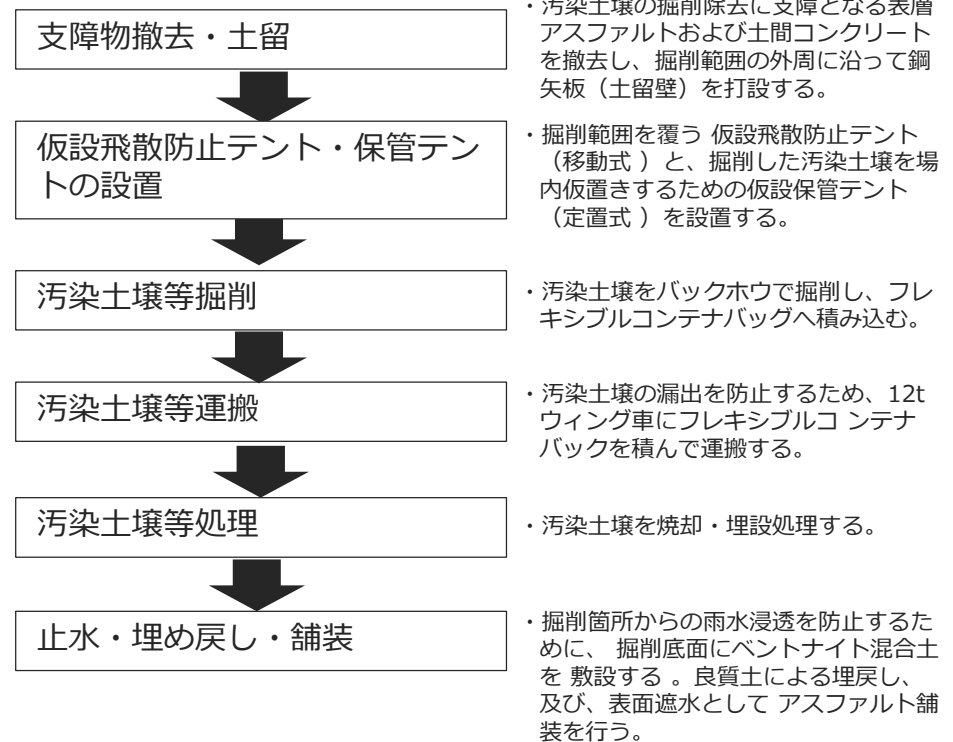 支障物撤去・土留
・汚染土壌の掘削除去に支障となる表層
アスファルトおよび土間コンクリート
を撤去し、掘削範囲の外周に沿って鋼
矢板（土留壁）を打設する。
仮設飛散防止テント・保管テン
トの設置
・掘削範囲を覆う 仮設飛散防止テント
（移動式 ）と、掘削した汚染土壌を場
内仮置きするための仮設保管テント
（定置式 ）を設置する。
汚染土壌等掘削
・汚染土壌をバックホウで掘削し、フレ
キシブルコンテナバッグへ積み込む。
汚染土壌等運搬
・汚染土壌の漏出を防止するため、12t
ウィング車にフレキシブルコ ンテナ
バックを積んで運搬する。
汚染土壌等処理
・汚染土壌を焼却・埋設処理する。
止水・埋め戻し・舗装
・掘削箇所からの雨水浸透を防止するた
めに、 掘削底面にベントナイト混合土
を 敷設する 。良質土による埋戻し、
及び、表面遮水として アスファルト舗
装を行う。